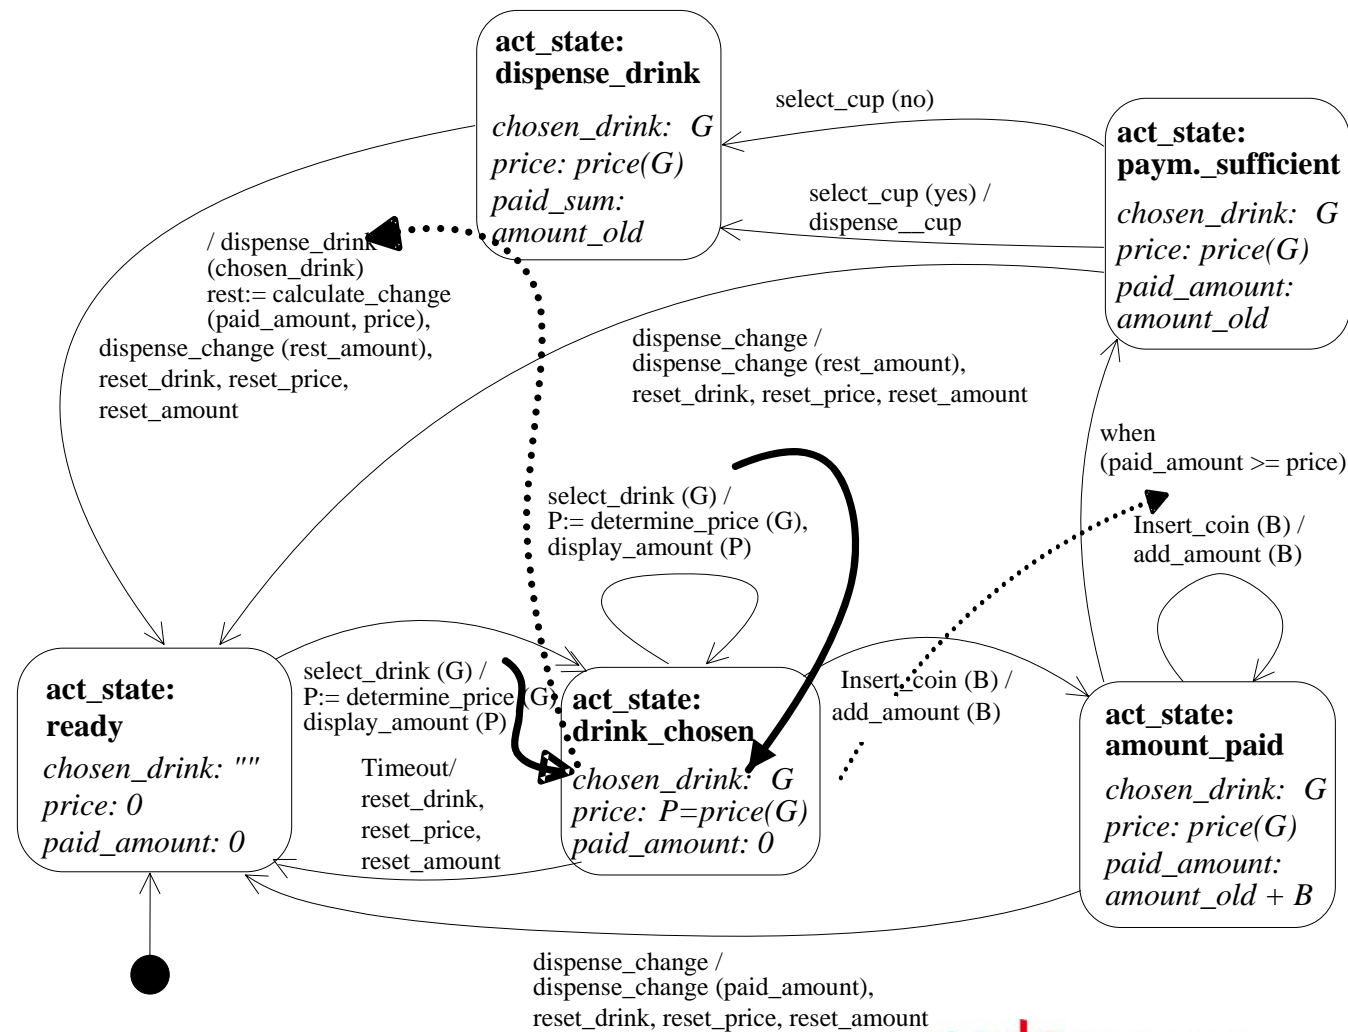 act_state:
dispense_drink
chosen_drink: G
price: price(G)
paid_sum:
amount_old
select_cup (no)
select_cup (yes) /
dispense__cup
act_state:
paym._sufficient
chosen_drink: G
price: price(G)
paid_amount:
amount_old
/ dispense_drink
(chosen_drink)
rest:= calculate_change
(paid_amount, price),
dispense_change (rest_amount),
reset_drink, reset_price,
reset_amount
dispense_change /
dispense_change (rest_amount),
reset_drink, reset_price, reset_amount
when
(paid_amount >= price)
select_drink (G) /
P:= determine_price (G),
display_amount (P)
Insert_coin (B) /
add_amount (B)
act_state:
ready
chosen_drink: ""
price: 0
paid_amount: 0
select_drink (G) /
P:= determine_price (G)
display_amount (P)
Timeout/
reset_drink,
reset_price,
reset_amount
act_state:
drink_chosen
chosen_drink: G
price: P=price(G)
paid_amount: 0
Insert_coin (B) /
add_amount (B)
act_state:
amount_paid
chosen_drink: G
price: price(G)
paid_amount:
amount_old + B
dispense_change /
dispense_change (paid_amount),
reset_drink, reset_price, reset_amount